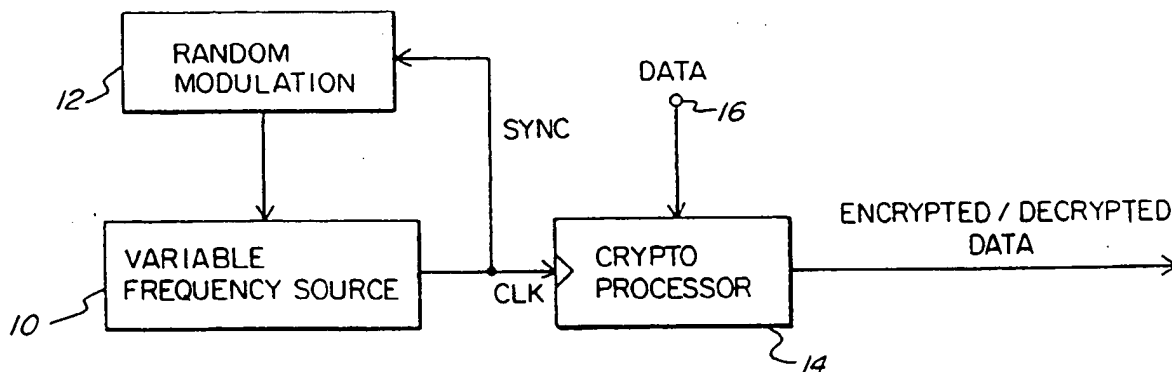 RANDOM
MODULATION
12
DATA
16
SYNC
VARIABLE
FREQUENCY SOURCE
10
CLK
CRYPTO
PROCESSOR
14
ENCRYPTED / DECRYPTED
DATA